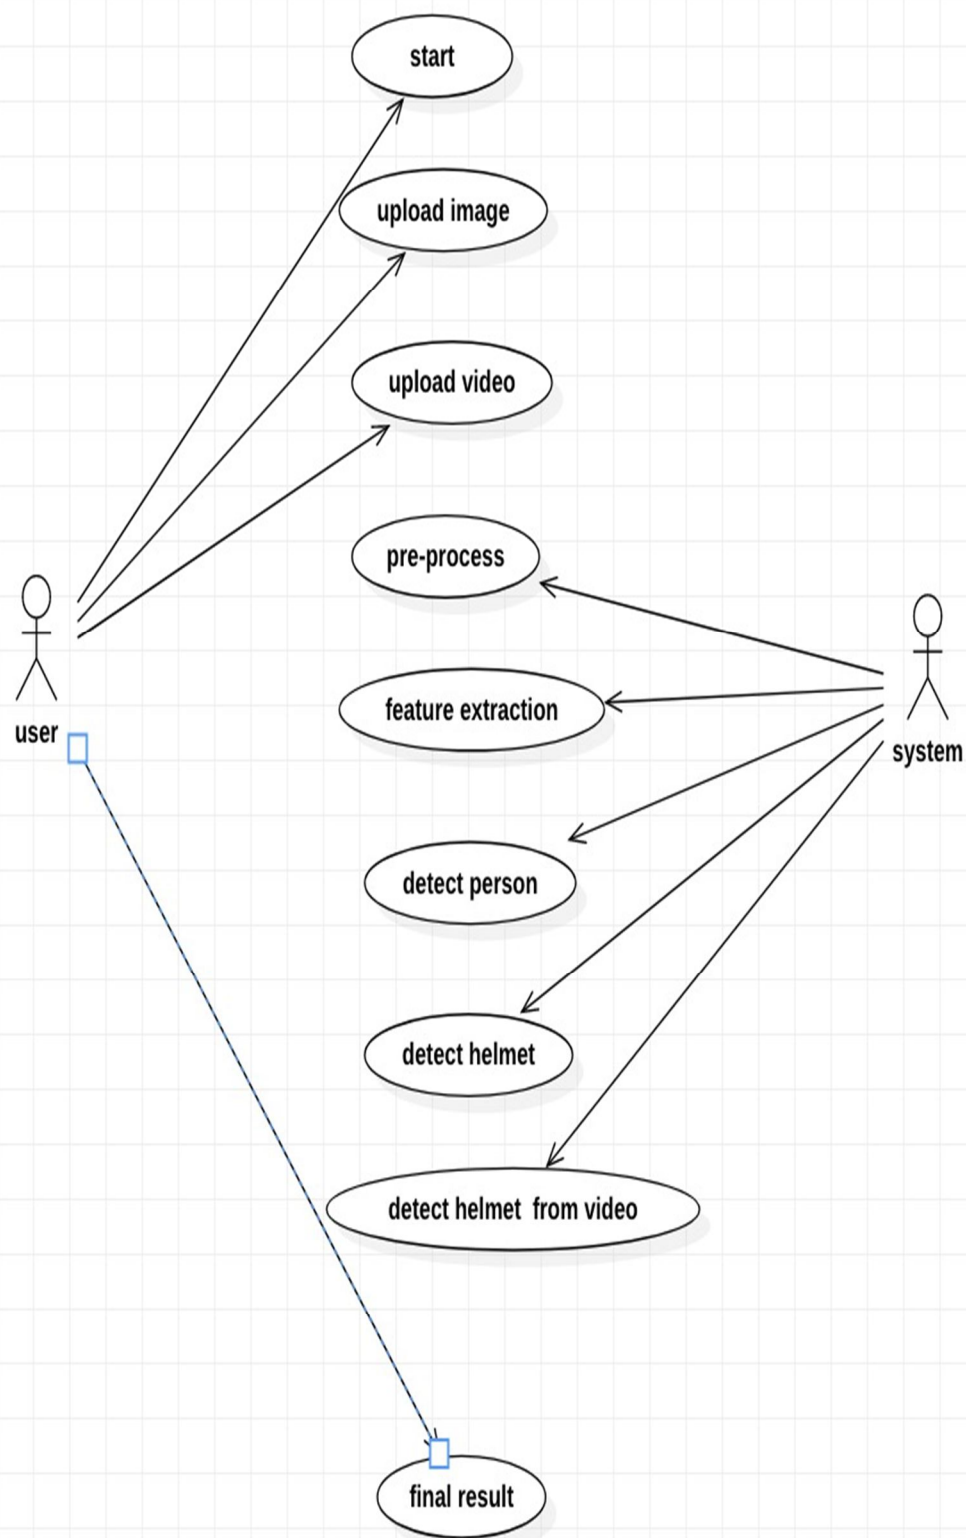 start
upload image
upload video
pre-process
feature extraction
user
system
detect person
detect helmet
detect helmet  from video
final result